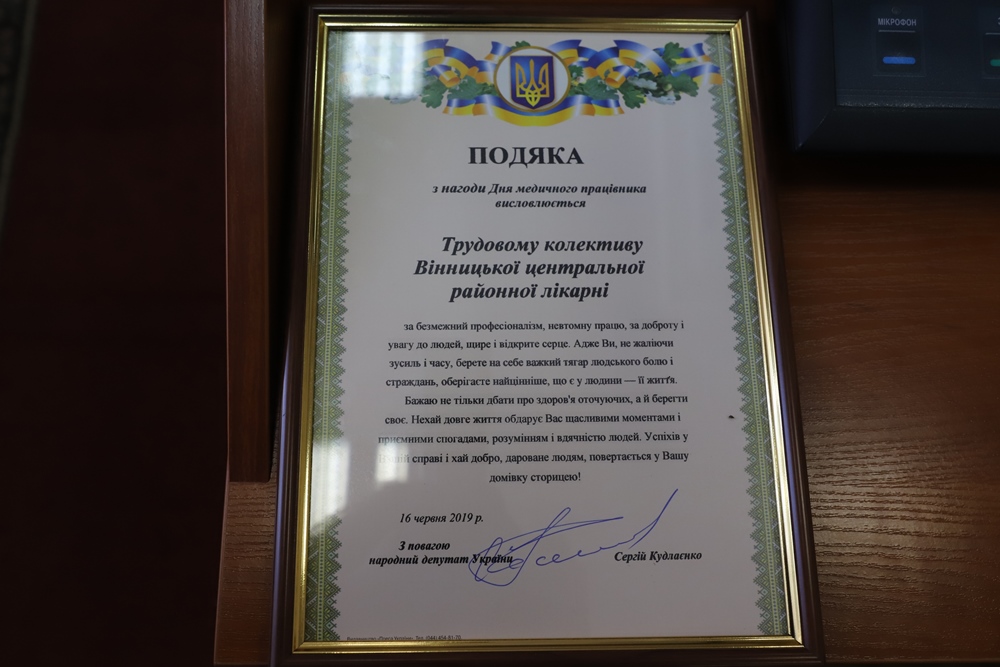 МІКРОФОН
ПОДЯКА
з нагоди Дня медичного працівника
висловлюється
Трудовому колективу
Вінницької центральної
районної лікарні
за безмежний професіоналізм, невтомну працю, за доброту і
увагу до людей, щире і відкрите серце. Адже Ви, не жаліючи
зусиль і часу, берете на себе важкий тягар людського болю і
страждань, оберігаєте найцінніше, що є у людини — її життя.
Бажаю не тільки дбати про здоров'я оточуючих, а й берегти
своє. Нехай довге життя обдарує Вас щасливими моментами і
приємними спогадами, розумінням і вдячністю людей. Успіхів у
справі і хай добро, дароване людям, повертається у Вашу
домівку сторицею!
16 червня 2019 р.
З повагою
народний депутат України
Сергій Кудлаєнко